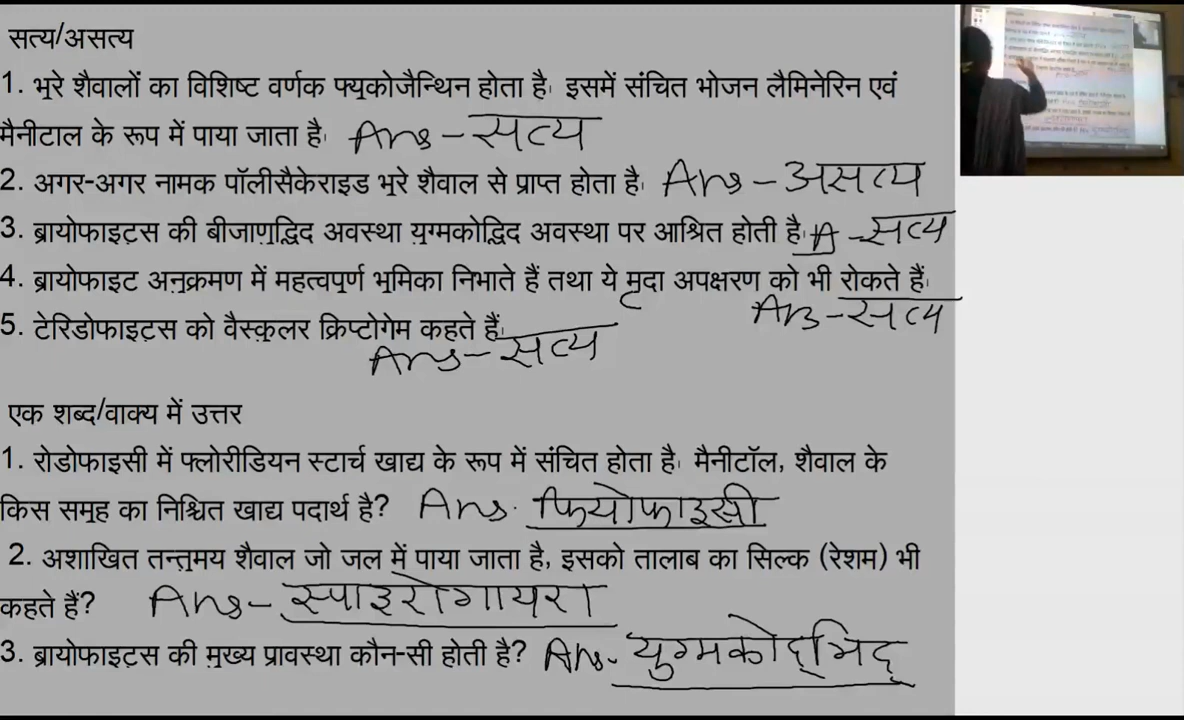 सत्य/असत्य
1. भूरे शैवालों का विशिष्ट वर्णक फ्यूकोजैन्थिन होता है। इसमें संचित भोजन लैमिनेरिन एवं
मैनीटाल के रूप में पाया जाता है। Ans - सत्य
2. अगर-अगर नामक पॉलीसैकेराइड भूरे शैवाल से प्राप्त होता है। Ans - असत्य
3. ब्रायोफाइट्स की बीजाणुद्भिद अवस्था युग्मकोद्भिद अवस्था पर आश्रित होती है। A - सत्य
4. ब्रायोफाइट अनुक्रमण में महत्वपूर्ण भूमिका निभाते हैं तथा ये मृदा अपक्षरण को भी रोकते हैं।
Ans - सत्य
5. टेरिडोफाइट्स को वैस्कुलर क्रिप्टोगेम कहते हैं।
Ans - सत्य
एक शब्द/वाक्य में उत्तर
1. रोडोफाइसी में फ्लोरीडियन स्टार्च खाद्य के रूप में संचित होता है। मैनीटॉल, शैवाल के
किस समूह का निश्चित खाद्य पदार्थ है? Ans. फियोफाइसी
2. अशाखित तन्तुमय शैवाल जो जल में पाया जाता है, इसको तालाब का सिल्क (रेशम) भी
कहते हैं? Ans - स्पाइरोगायरा
3. ब्रायोफाइट्स की मुख्य प्रावस्था कौन-सी होती है? Ans - युग्मकोद्भिद्